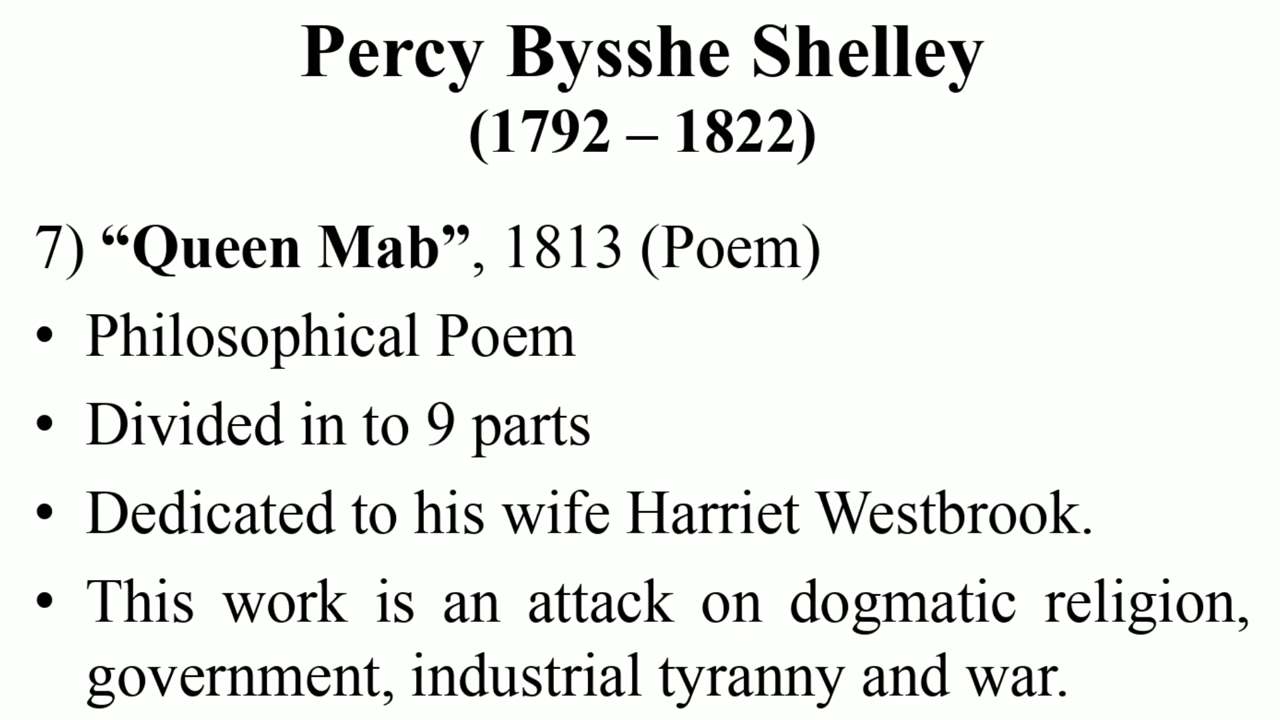 Percy Bysshe Shelley
(1792 – 1822)
7) “Queen Mab”, 1813 (Poem)
• Philosophical Poem
• Divided in to 9 parts
• Dedicated to his wife Harriet Westbrook.
• This work is an attack on dogmatic religion,
government, industrial tyranny and war.